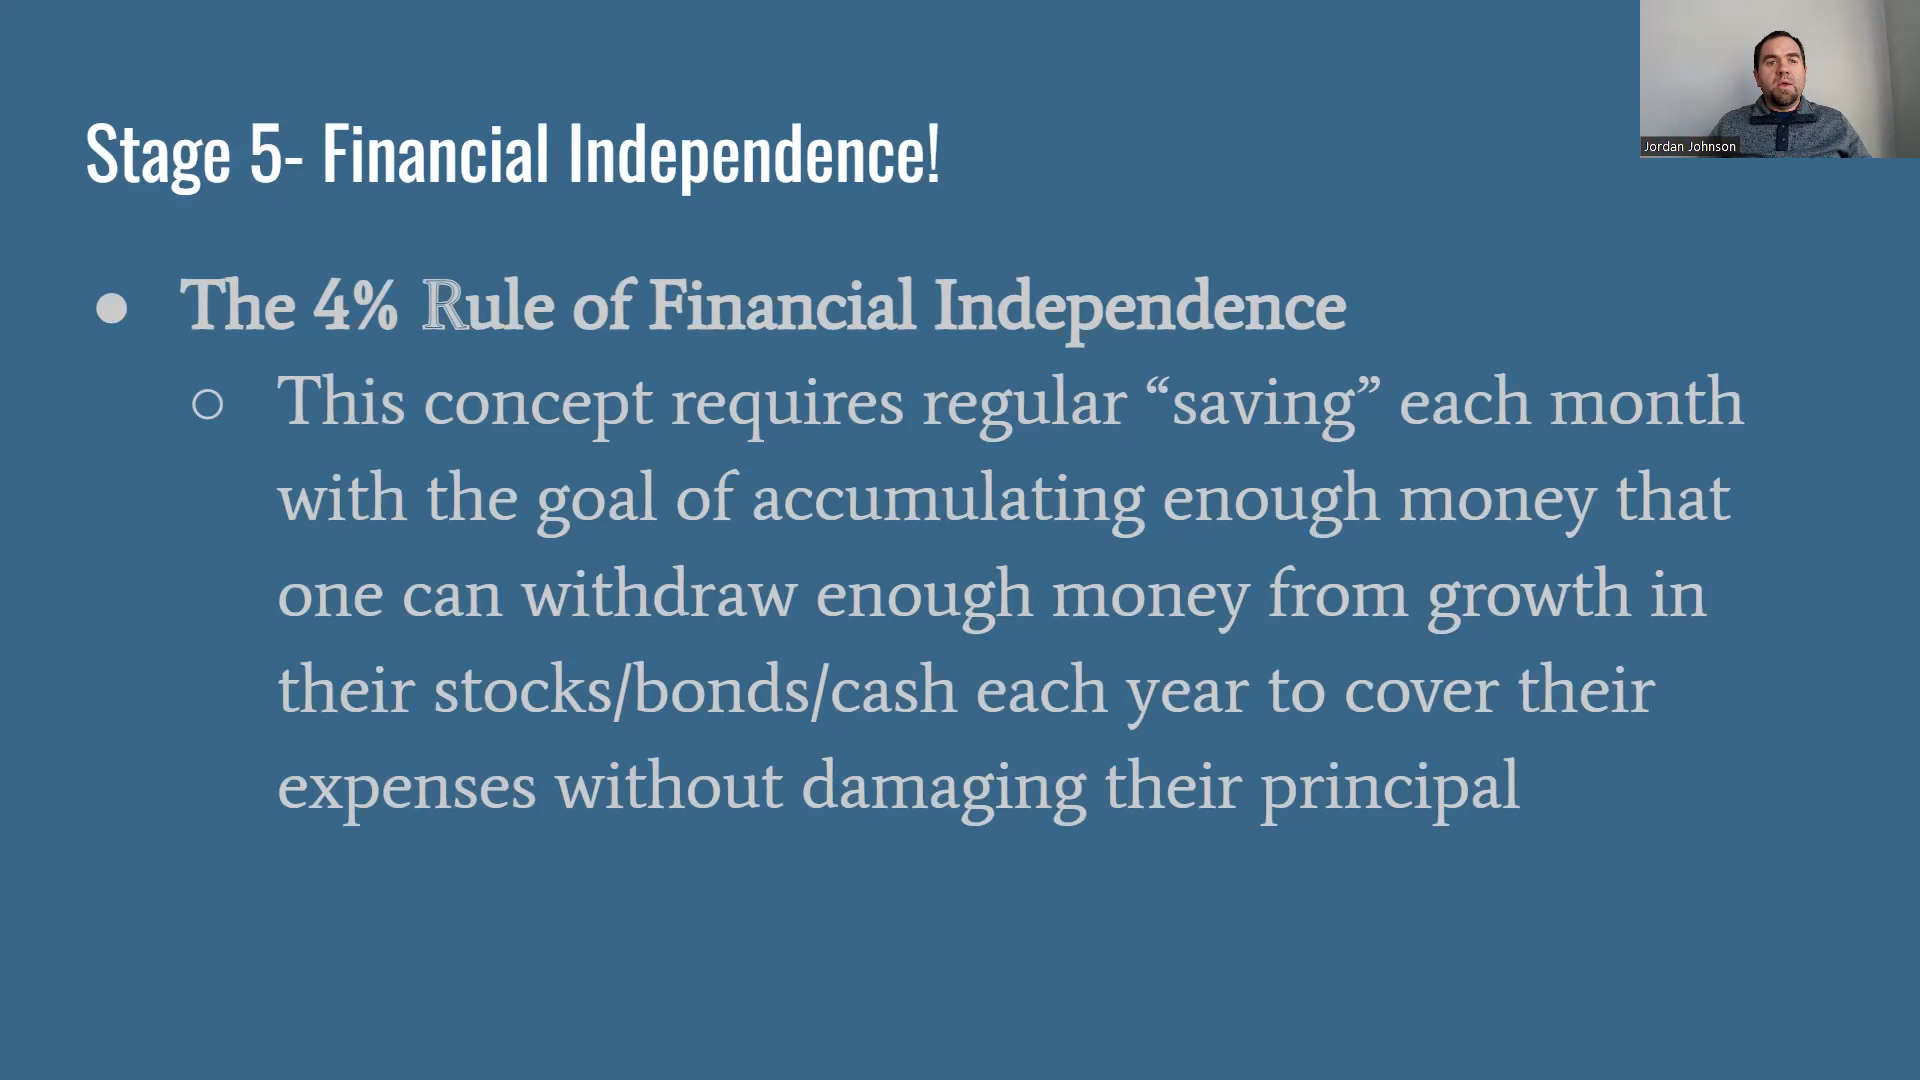 Jordan Johnson
Stage 5- Financial Independence!
● The 4% Rule of Financial Independence
○ This concept requires regular “saving” each month
with the goal of accumulating enough money that
one can withdraw enough money from growth in
their stocks/bonds/cash each year to cover their
expenses without damaging their principal